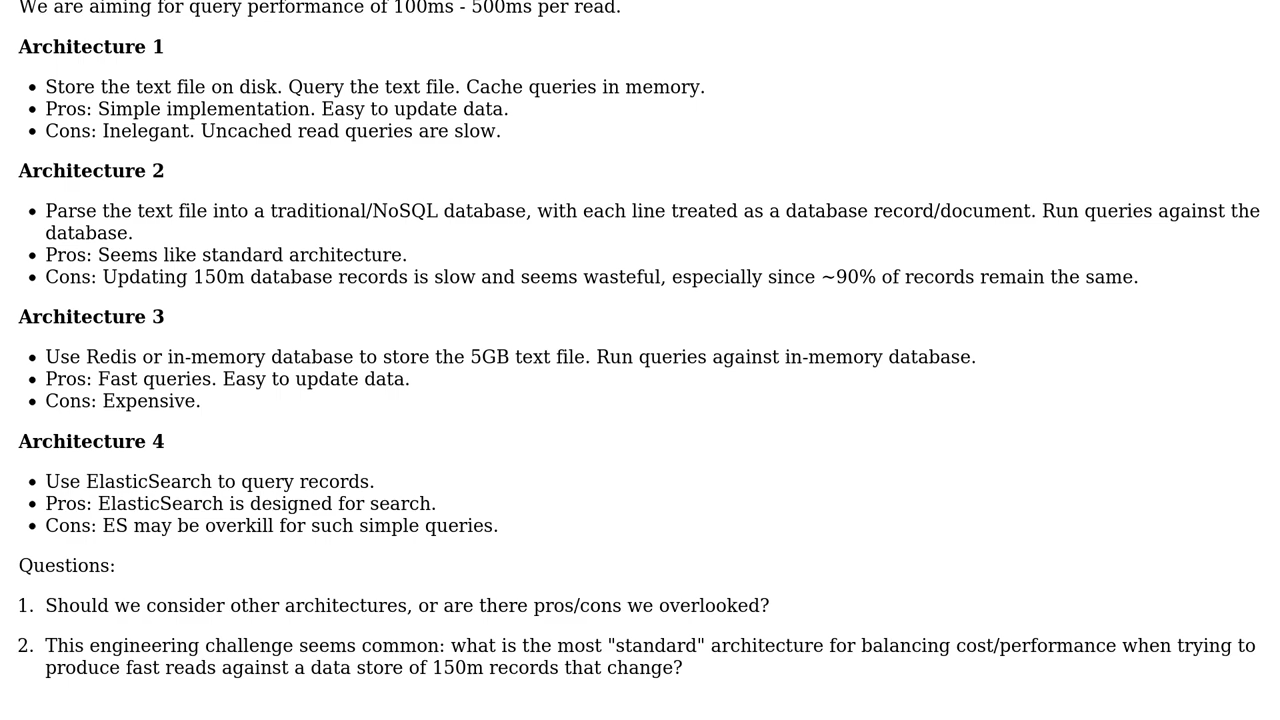 We are aiming for query performance of 100ms - 500ms per read.
Architecture 1
• Store the text file on disk. Query the text file. Cache queries in memory.
• Pros: Simple implementation. Easy to update data.
• Cons: Inelegant. Uncached read queries are slow.
Architecture 2
• Parse the text file into a traditional/NoSQL database, with each line treated as a database record/document. Run queries against the
database.
• Pros: Seems like standard architecture.
• Cons: Updating 150m database records is slow and seems wasteful, especially since ~90% of records remain the same.
Architecture 3
• Use Redis or in-memory database to store the 5GB text file. Run queries against in-memory database.
• Pros: Fast queries. Easy to update data.
• Cons: Expensive.
Architecture 4
• Use ElasticSearch to query records.
• Pros: ElasticSearch is designed for search.
• Cons: ES may be overkill for such simple queries.
Questions:
1. Should we consider other architectures, or are there pros/cons we overlooked?
2. This engineering challenge seems common: what is the most "standard" architecture for balancing cost/performance when trying to
produce fast reads against a data store of 150m records that change?